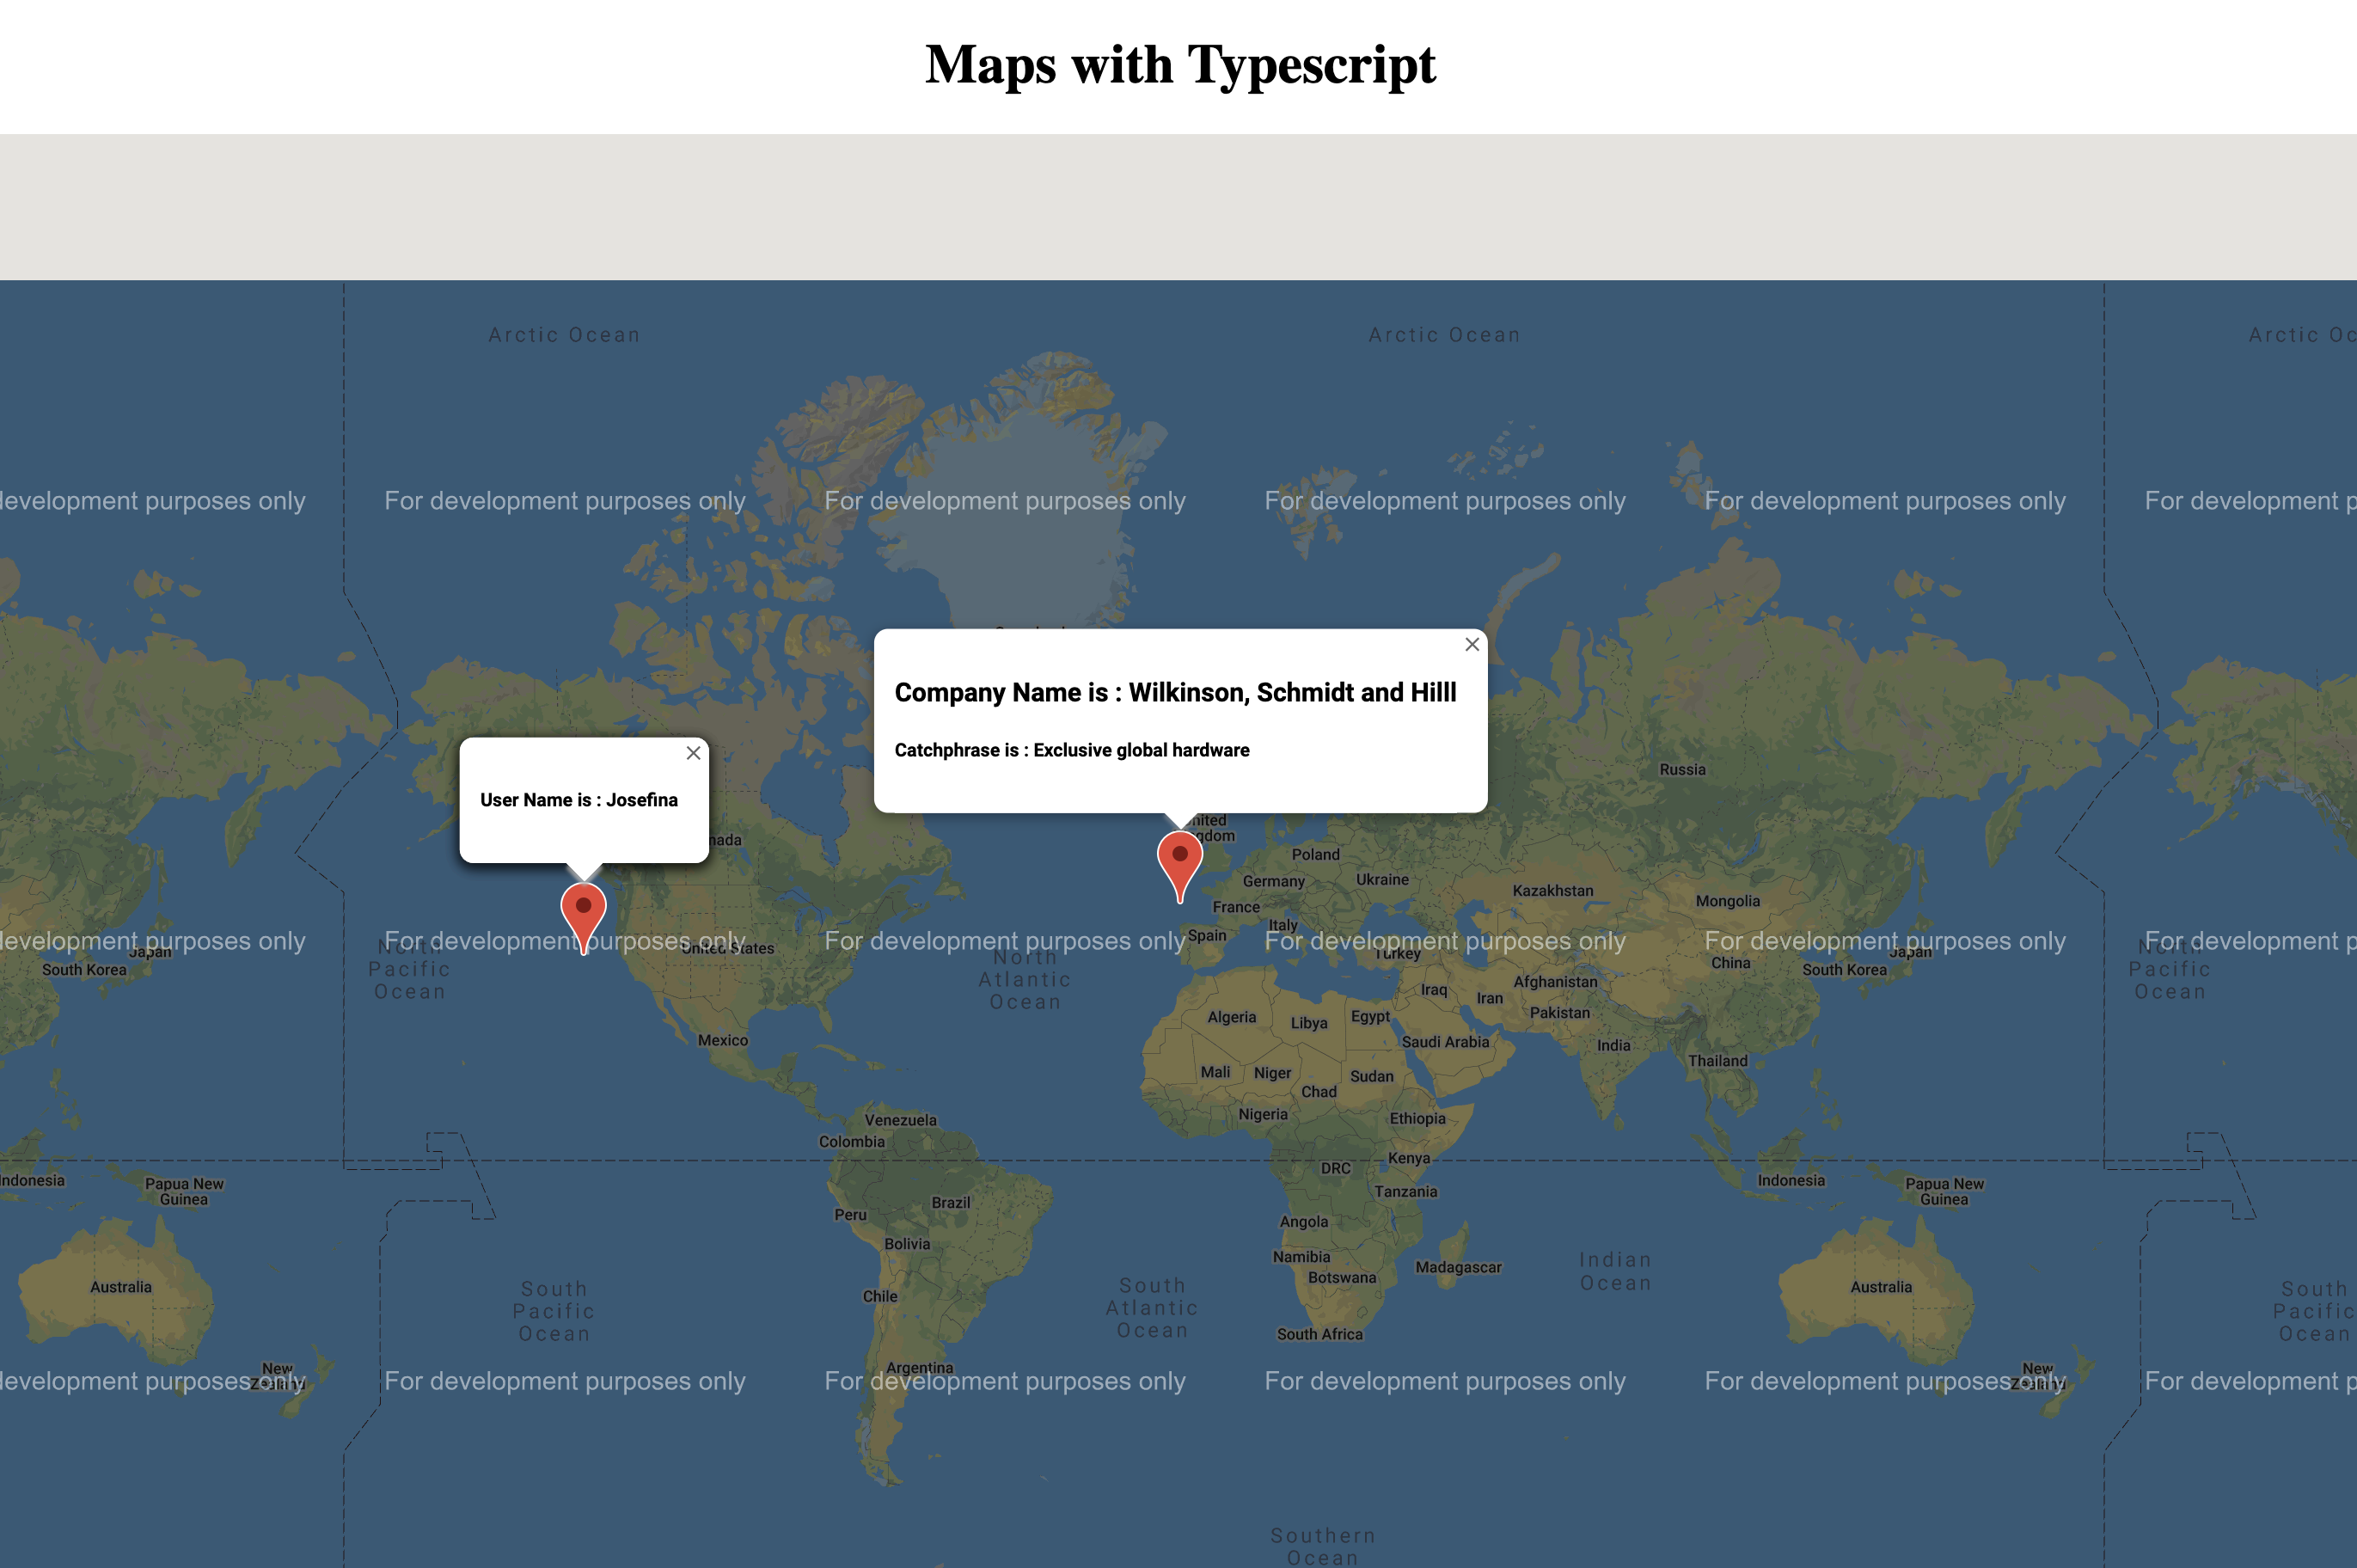 Maps with Typescript
Arctic Ocean
Arctic Ocean
Arctic Oc
development purposes only
For development purposes only
For development purposes only
For development purposes only
For development purposes only
For development p
Company Name is : Wilkinson, Schmidt and Hilll
Catchphrase is : Exclusive global hardware
User Name is : Josefina
Russia
nited
gdom
nada
Poland
Germany
Ukraine
Kazakhstan
Mongolia
France
Italy
Spain
development purposes only
For development purposes only
For development purposes only
For development purposes only
For development purposes only
For development p
Japan
South Korea
North
Pacific
Ocean
United States
North
Atlantic
Ocean
Turkey
China
South Korea
Japan
North
Pacific
Ocean
Iraq
Iran
Afghanistan
Pakistan
Algeria
Libya
Egypt
Saudi Arabia
India
Mexico
Thailand
Mali
Niger
Chad
Sudan
Nigeria
Ethiopia
Venezuela
Colombia
DRC
Kenya
Indonesia
Papua New
Guinea
Brazil
Tanzania
Indonesia
Papua New
Guinea
Peru
Angola
Bolivia
Namibia
Botswana
Madagascar
Indian
Ocean
Australia
South
Pacific
Ocean
Chile
South
Atlantic
Ocean
South Africa
Australia
South
Pacific
Ocean
Argentina
New
Zealand
New
Zealand
development purposes only
For development purposes only
For development purposes only
For development purposes only
For development purposes only
For development p
Southern
Ocean